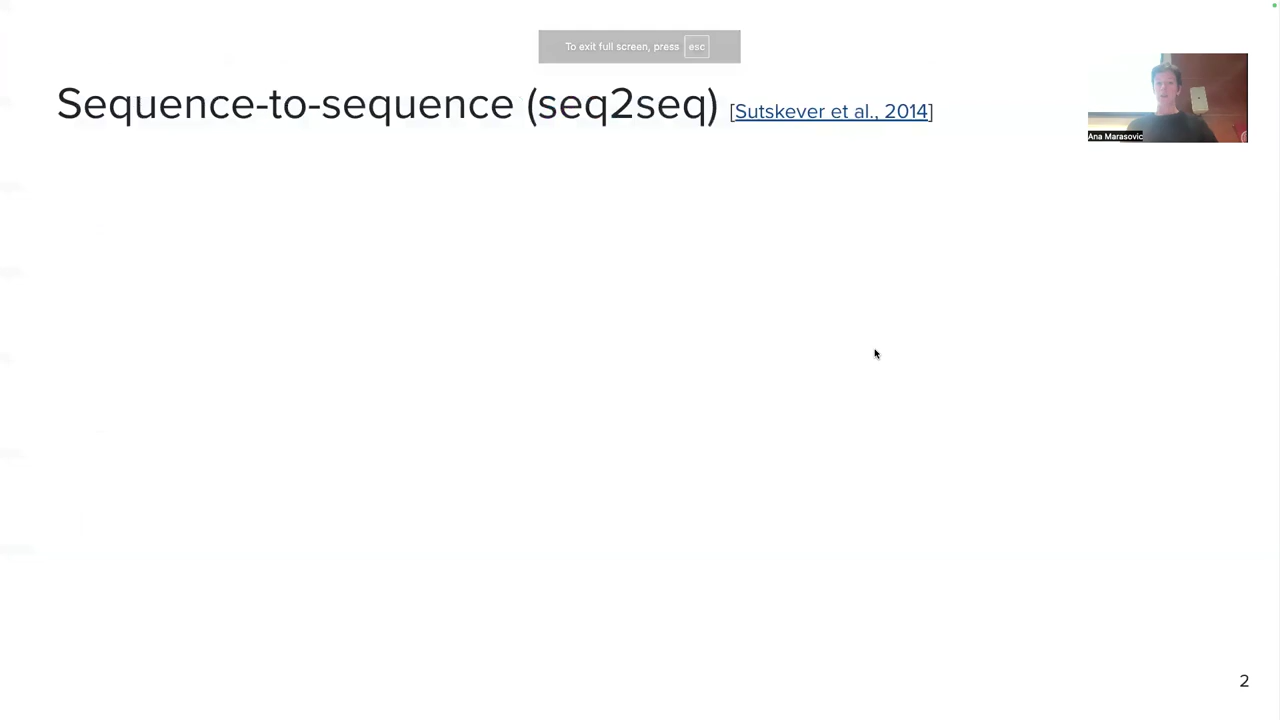 To exit full screen, press esc
Sequence-to-sequence (seq2seq) [Sutskever et al., 2014]
Ana Marasovic
2